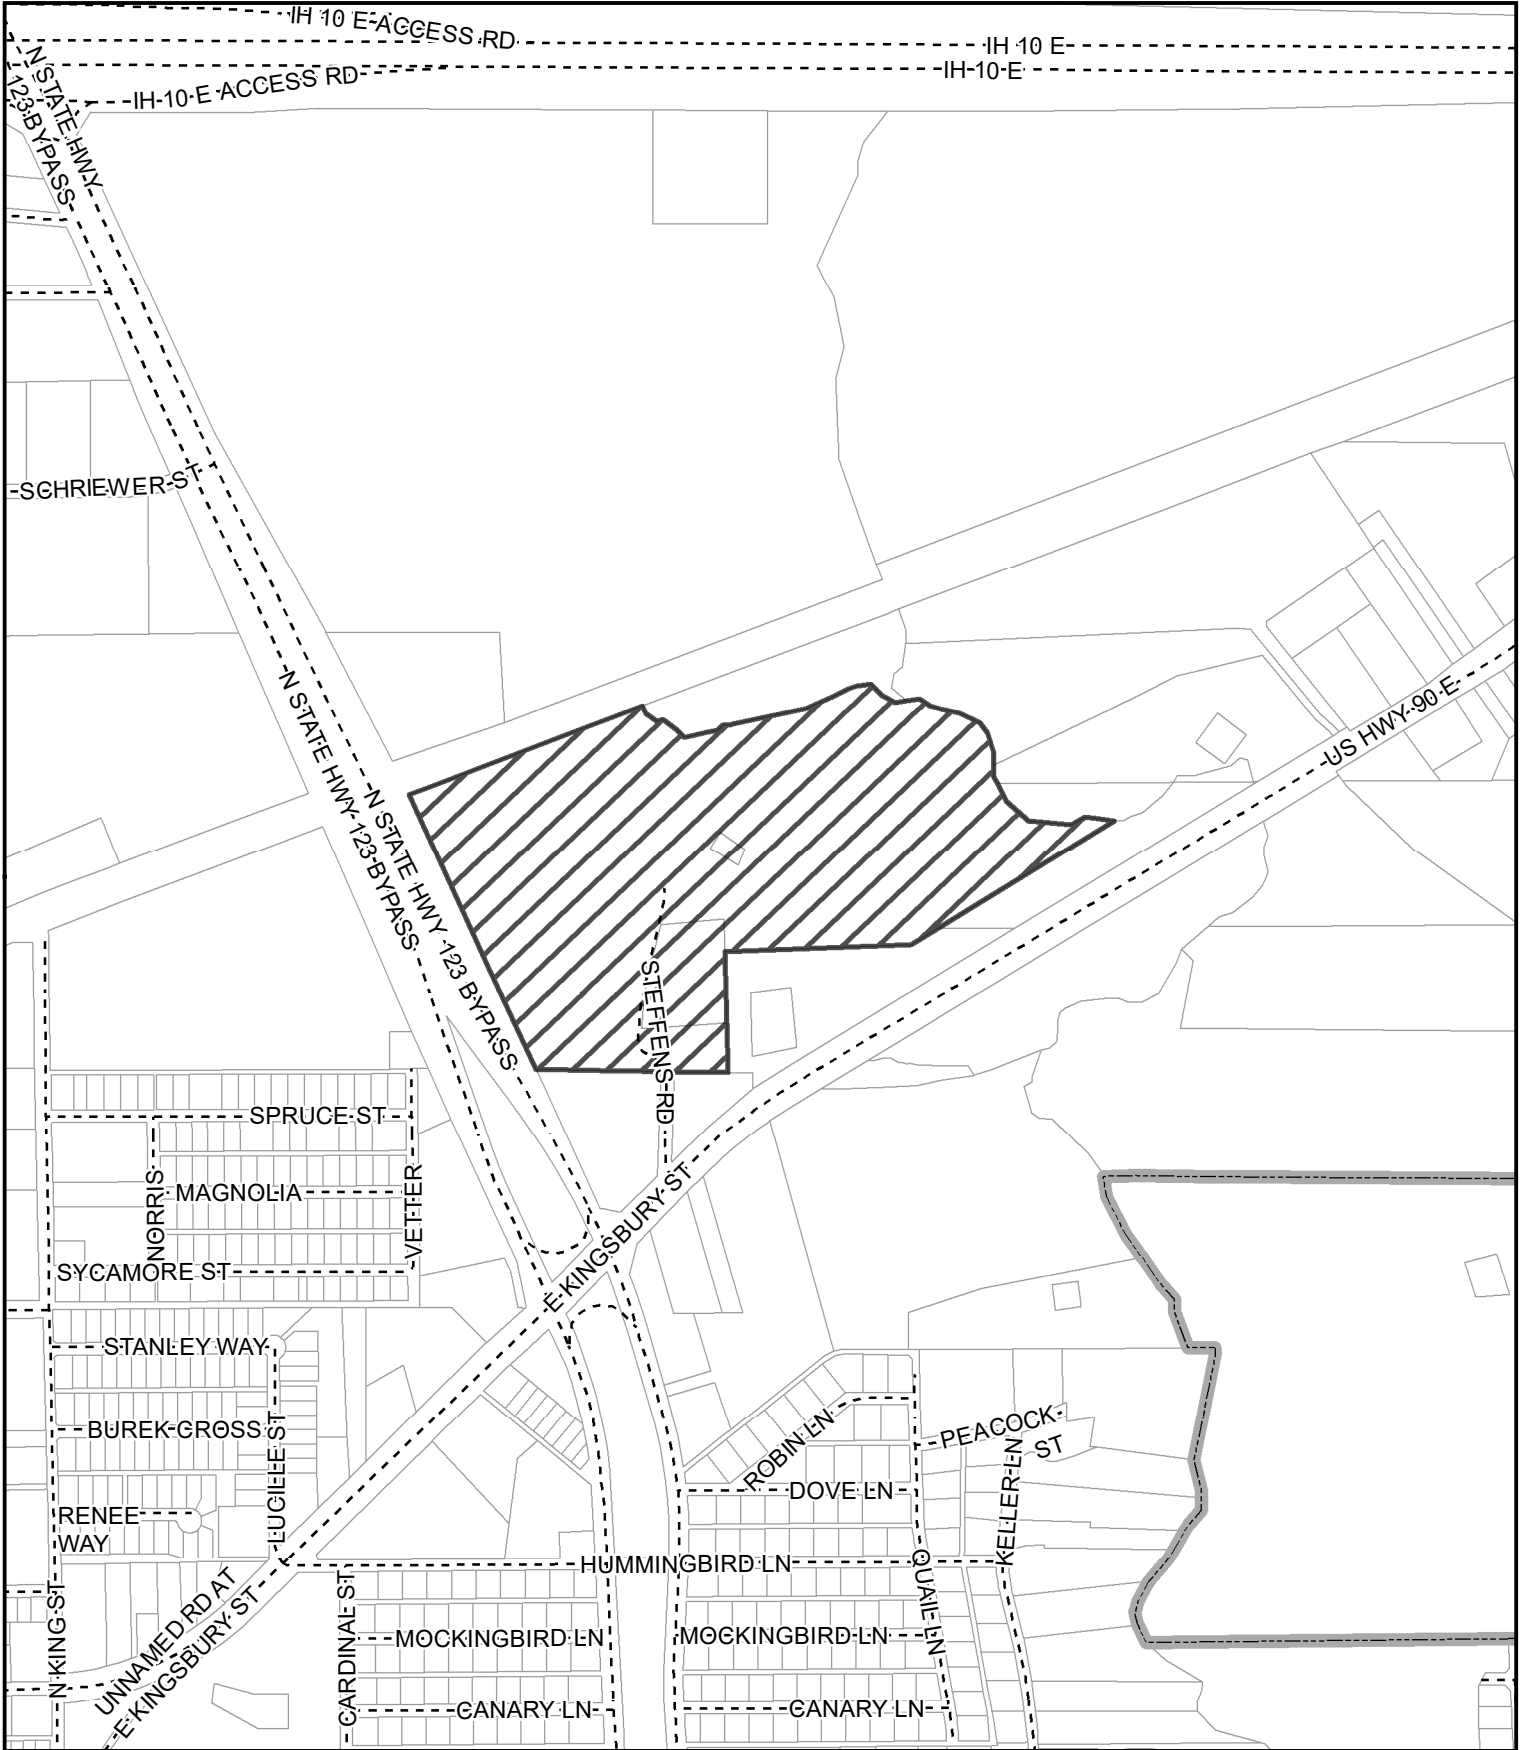 IH 10 E ACCESS RD
IH 10 E
IH 10 E
IH 10 E ACCESS RD
N STATE HWY
123 BYPASS
SCHRIEWER ST
N STATE HWY 123 BYPASS
N STATE HWY 123 BYPASS
US HWY 90 E
STEFFENS RD
SPRUCE ST
MAGNOLIA
NORRIS
VETTER
SYCAMORE ST
E KINGSBURY ST
STANLEY WAY
BUREK CROSS
LUCILLE ST
RENEE
WAY
ROBIN LN
PEACOCK
ST
DOVE LN
KELLER LN
HUMMINGBIRD LN
QUAIL LN
N KING ST
UNNAMED RD AT
E KINGSBURY ST
CARDINAL ST
MOCKINGBIRD LN
MOCKINGBIRD LN
CANARY LN
CANARY LN